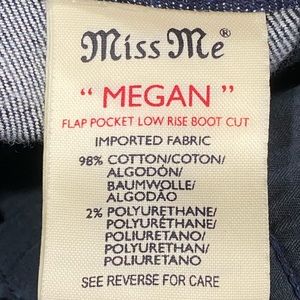 Miss Me®
" MEGAN "
FLAP POCKET LOW RISE BOOT CUT
IMPORTED FABRIC
98% COTTON/COTON/
ALGODÓN/
BAUMWOLLE/
ALGODÃO
2% POLYURETHANE/
POLYURÉTHANE/
POLIURETANO/
POLYURETHAN/
POLIURETANO
SEE REVERSE FOR CARE